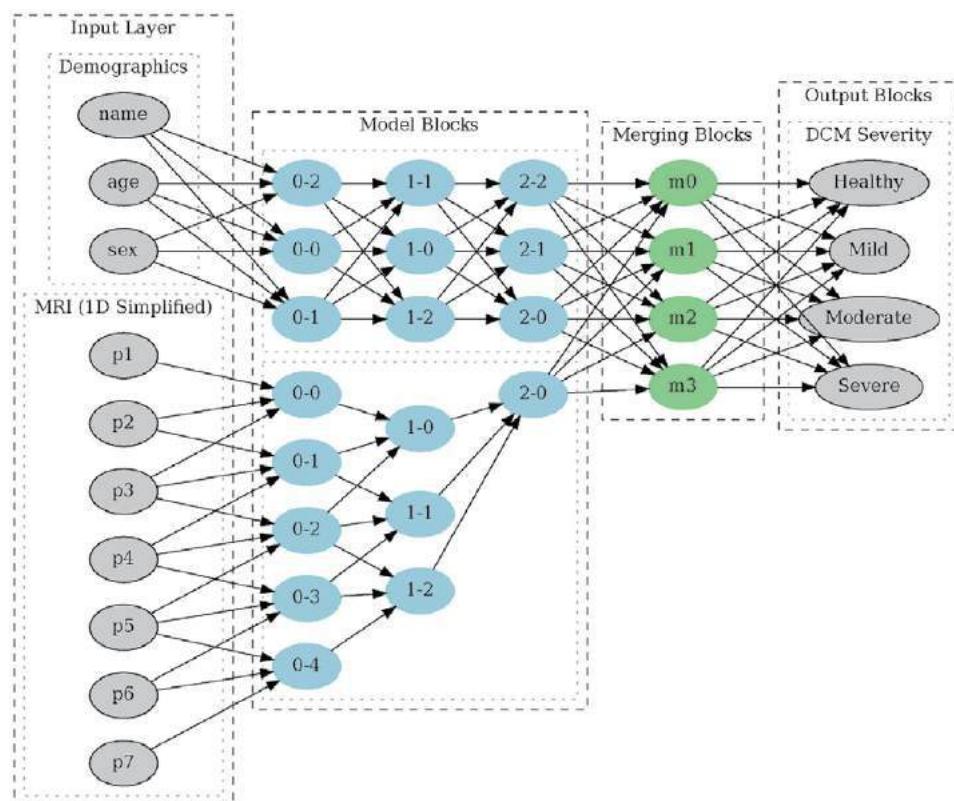 Input Layer
Demographics
name
age
sex
MRI (1D Simplified)
p1
p2
p3
p4
p5
p6
p7
Model Blocks
0-2
1-1
2-2
0-0
1-0
2-1
0-1
1-2
2-0
0-0
1-0
2-0
0-1
1-1
0-2
1-2
0-3
0-4
Merging Blocks
m0
m1
m2
m3
Output Blocks
DCM Severity
Healthy
Mild
Moderate
Severe